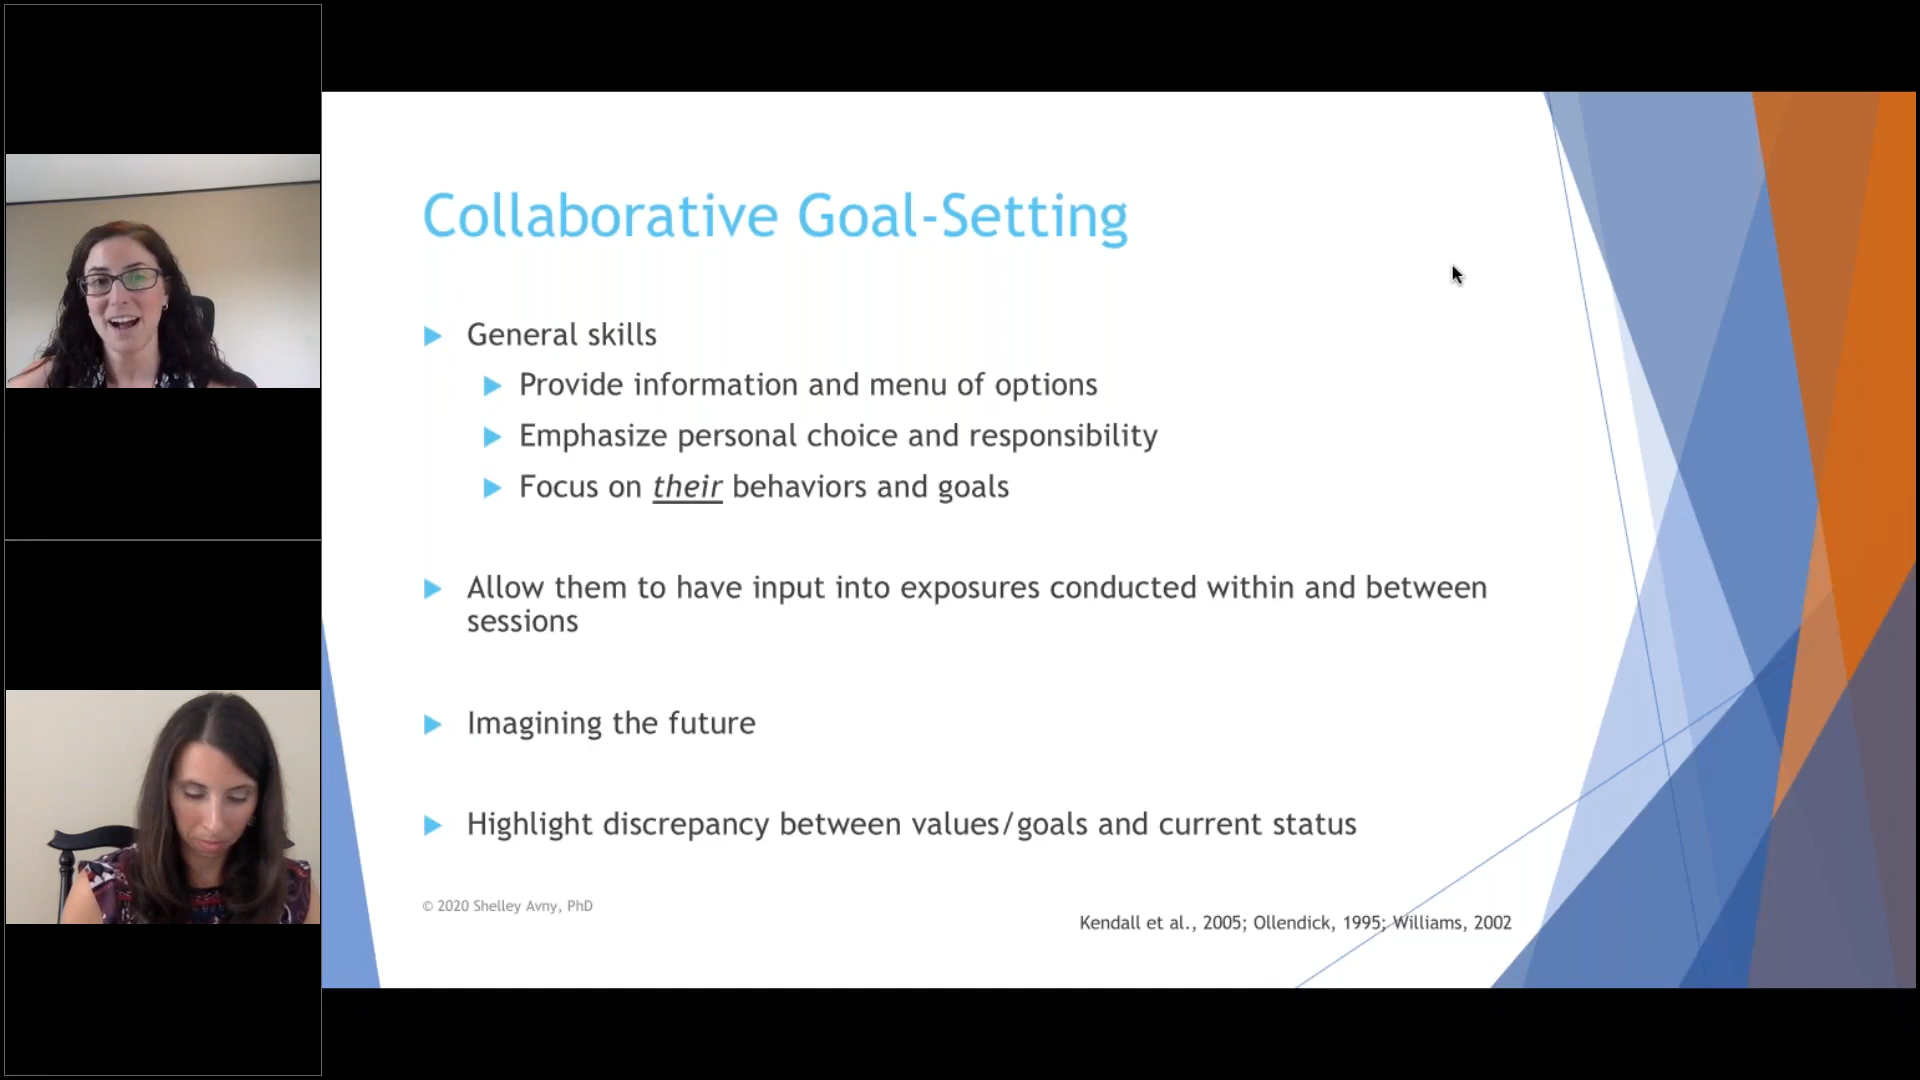 Collaborative Goal-Setting
General skills
Provide information and menu of options
Emphasize personal choice and responsibility
Focus on their behaviors and goals
Allow them to have input into exposures conducted within and between
sessions
Imagining the future
Highlight discrepancy between values/goals and current status
© 2020 Shelley Avny, PhD
Kendall et al., 2005; Ollendick, 1995; Williams, 2002